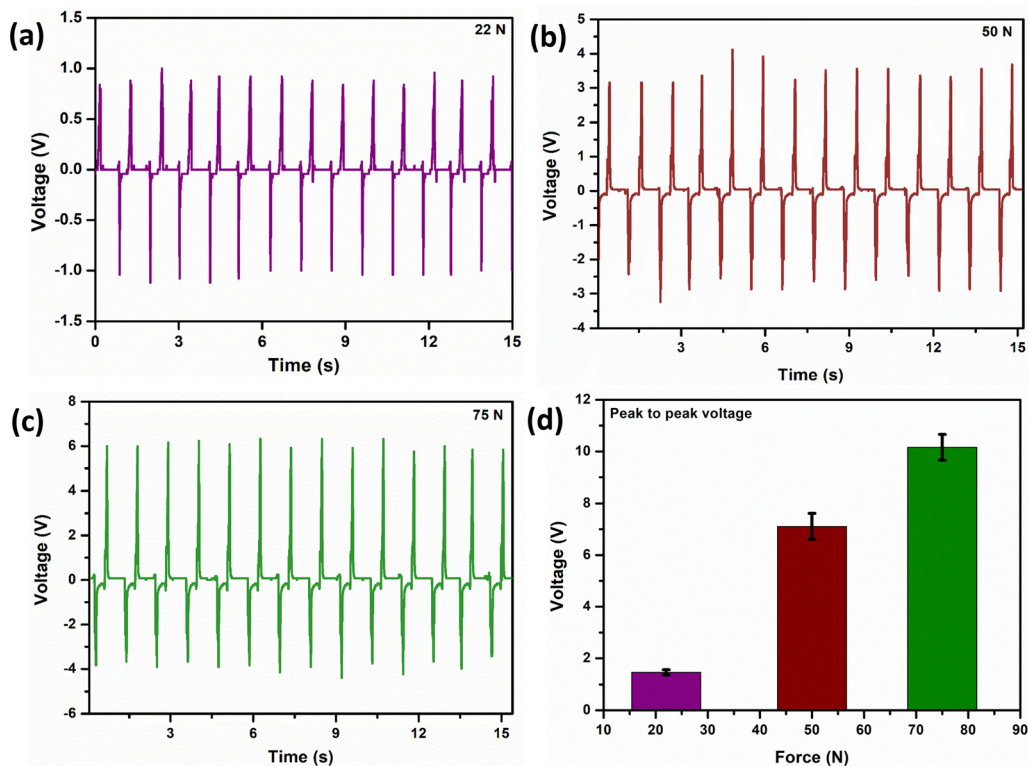 (a)
22 N
1.5
1.0
0.5
0.0
-0.5
-1.0
-1.5
Voltage (V)
0 3 6 9 12 15
Time (s)
(b)
50 N
5
4
3
2
1
0
-1
-2
-3
-4
Voltage (V)
3 6 9 12 15
Time (s)
(c)
75 N
8
6
4
2
0
-2
-4
-6
Voltage (V)
3 6 9 12 15
Time (s)
(d)
Peak to peak voltage
12
10
8
6
4
2
0
Voltage (V)
10 20 30 40 50 60 70 80 90
Force (N)